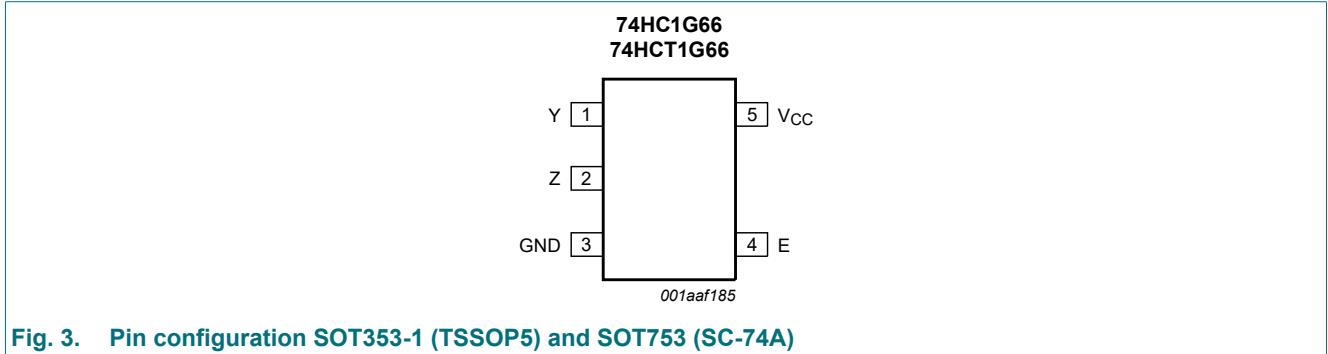 74HC1G66
74HCT1G66
Y 1 5 VCC
Z 2
GND 3 4 E
001aaf185
Fig. 3. Pin configuration SOT353-1 (TSSOP5) and SOT753 (SC-74A)